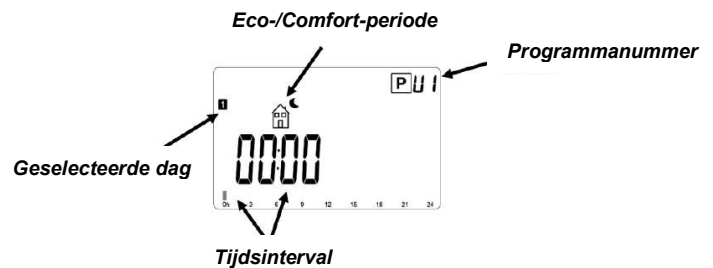 Eco-/Comfort-periode
Programmanummer
P U1
1
Geselecteerde dag
00:00
0h 3 6 9 12 15 18 21 24
Tijdsinterval